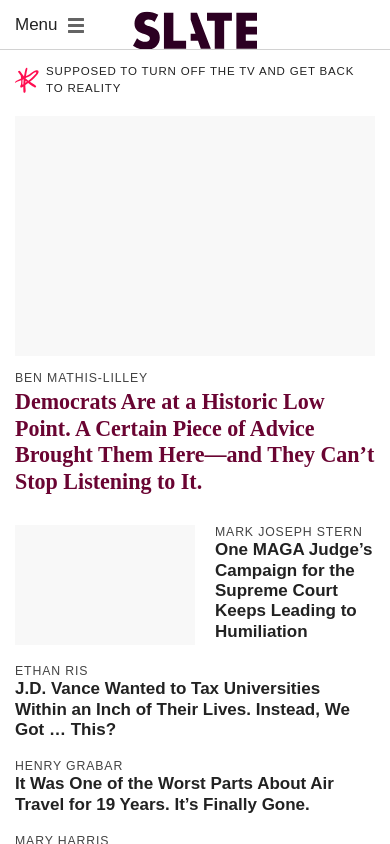 Menu
SLATE
SUPPOSED TO TURN OFF THE TV AND GET BACK
TO REALITY
BEN MATHIS-LILLEY
Democrats Are at a Historic Low
Point. A Certain Piece of Advice
Brought Them Here—and They Can’t
Stop Listening to It.
MARK JOSEPH STERN
One MAGA Judge’s
Campaign for the
Supreme Court
Keeps Leading to
Humiliation
ETHAN RIS
J.D. Vance Wanted to Tax Universities
Within an Inch of Their Lives. Instead, We
Got … This?
HENRY GRABAR
It Was One of the Worst Parts About Air
Travel for 19 Years. It’s Finally Gone.
MARY HARRIS